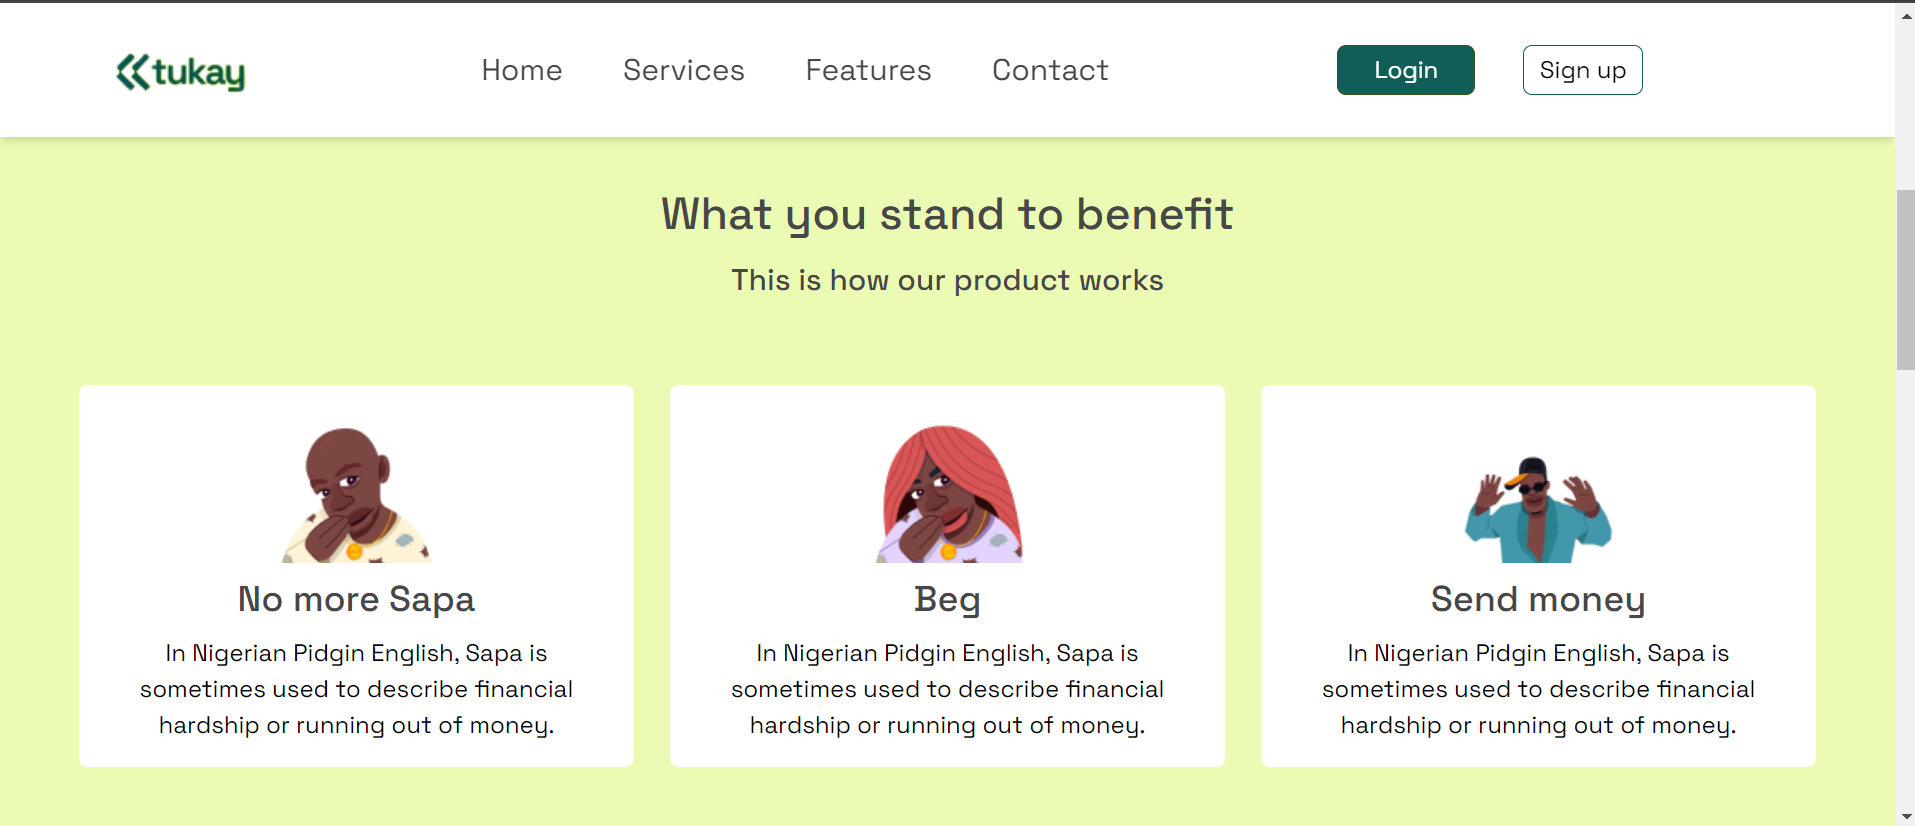 tukay
Home Services Features Contact
Login Sign up
What you stand to benefit
This is how our product works
No more Sapa
In Nigerian Pidgin English, Sapa is
sometimes used to describe financial
hardship or running out of money.
Beg
In Nigerian Pidgin English, Sapa is
sometimes used to describe financial
hardship or running out of money.
Send money
In Nigerian Pidgin English, Sapa is
sometimes used to describe financial
hardship or running out of money.